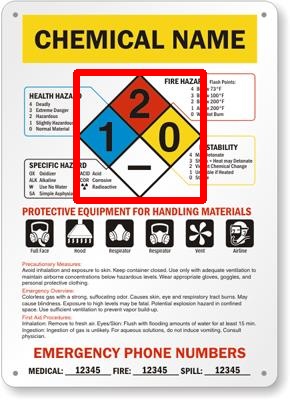 CHEMICAL NAME
FIRE HAZARD Flash Points:
4 Below 73°F
3 Below 100°F
2 Below 200°F
1 Above 200°F
0 Not Burn
HEALTH HAZARD
4 Deadly
3 Extreme Danger
2 Hazardous
1 Slightly Hazardous
0 Normal Material
2
1
0
SPECIFIC HAZARD
OX Oxidizer
ACID Acid
ALK Alkaline
COR Corrosive
W Use No Water
Radioactive
SA Simple Asphyxiant
4 May Detonate
3 Shock + Heat may Detonate
2 Violent Chemical Change
1 Unstable if Heated
0 Stable
PROTECTIVE EQUIPMENT FOR HANDLING MATERIALS
Full Face Hood Respirator Respirator Vent Airline
Precautionary Measures:
Avoid inhalation and exposure to skin. Keep container closed. Use only with adequate ventilation to
maintain airborne concentrations below hazardous levels. Wear appropriate gloves, goggles, and
personal protective clothing.
Emergency Overview:
Colorless gas with a strong, suffocating odor. Causes skin, eye and respiratory tract burns. May
cause blindness. Exposure to high levels may be fatal. Potential explosion hazard in confined
space. Use sufficient ventilation to prevent vapor build-up.
First Aid Procedures:
Inhalation: Remove to fresh air. Eyes/Skin: Flush with flooding amounts of water for at least 15 min.
Ingestion: Ingestion of gas is unlikely. For aqueous solutions, do not induce vomiting. Consult
physician.
EMERGENCY PHONE NUMBERS
MEDICAL: 12345 FIRE: 12345 SPILL: 12345